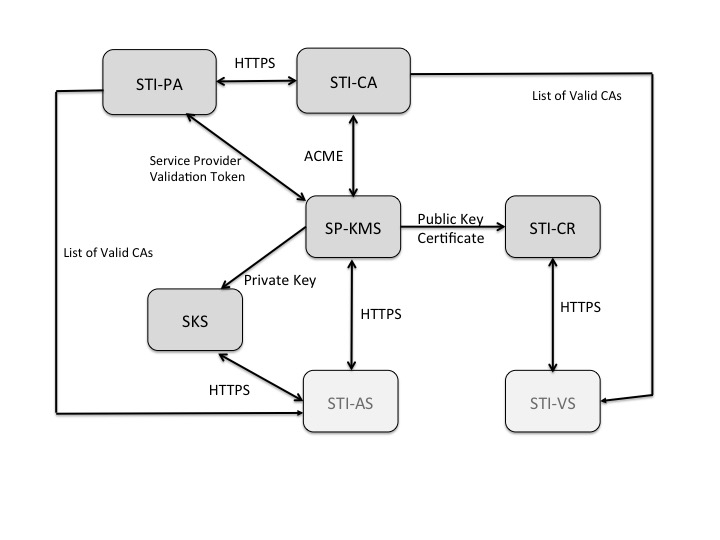 HTTPS
STI-PA
STI-CA
List of Valid CAs
ACME
Service Provider
Validation Token
SP-KMS
Public Key
Certificate
STI-CR
List of Valid CAs
Private Key
SKS
HTTPS
HTTPS
HTTPS
STI-AS
STI-VS